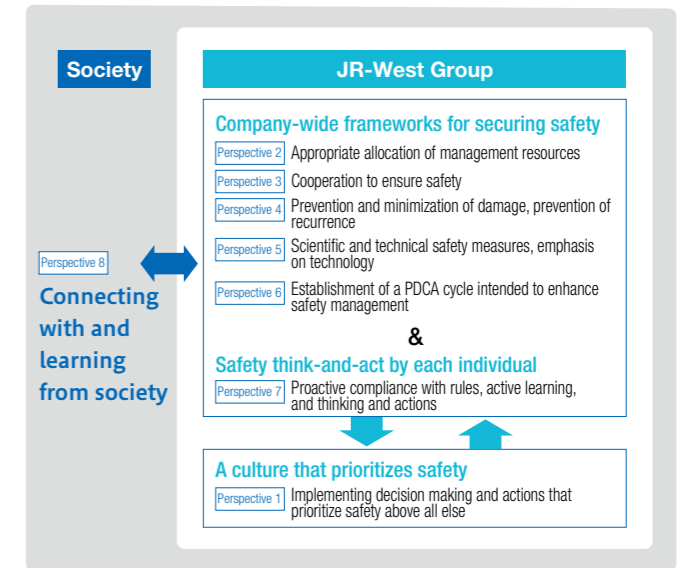 Society
JR-West Group
Company-wide frameworks for securing safety
Perspective 2 Appropriate allocation of management resources
Perspective 3 Cooperation to ensure safety
Perspective 4 Prevention and minimization of damage, prevention of
recurrence
Perspective 5 Scientific and technical safety measures, emphasis
on technology
Perspective 6 Establishment of a PDCA cycle intended to enhance
safety management
&
Safety think-and-act by each individual
Perspective 7 Proactive compliance with rules, active learning,
and thinking and actions
Perspective 8
Connecting
with and
learning
from society
A culture that prioritizes safety
Perspective 1 Implementing decision making and actions that
prioritize safety above all else